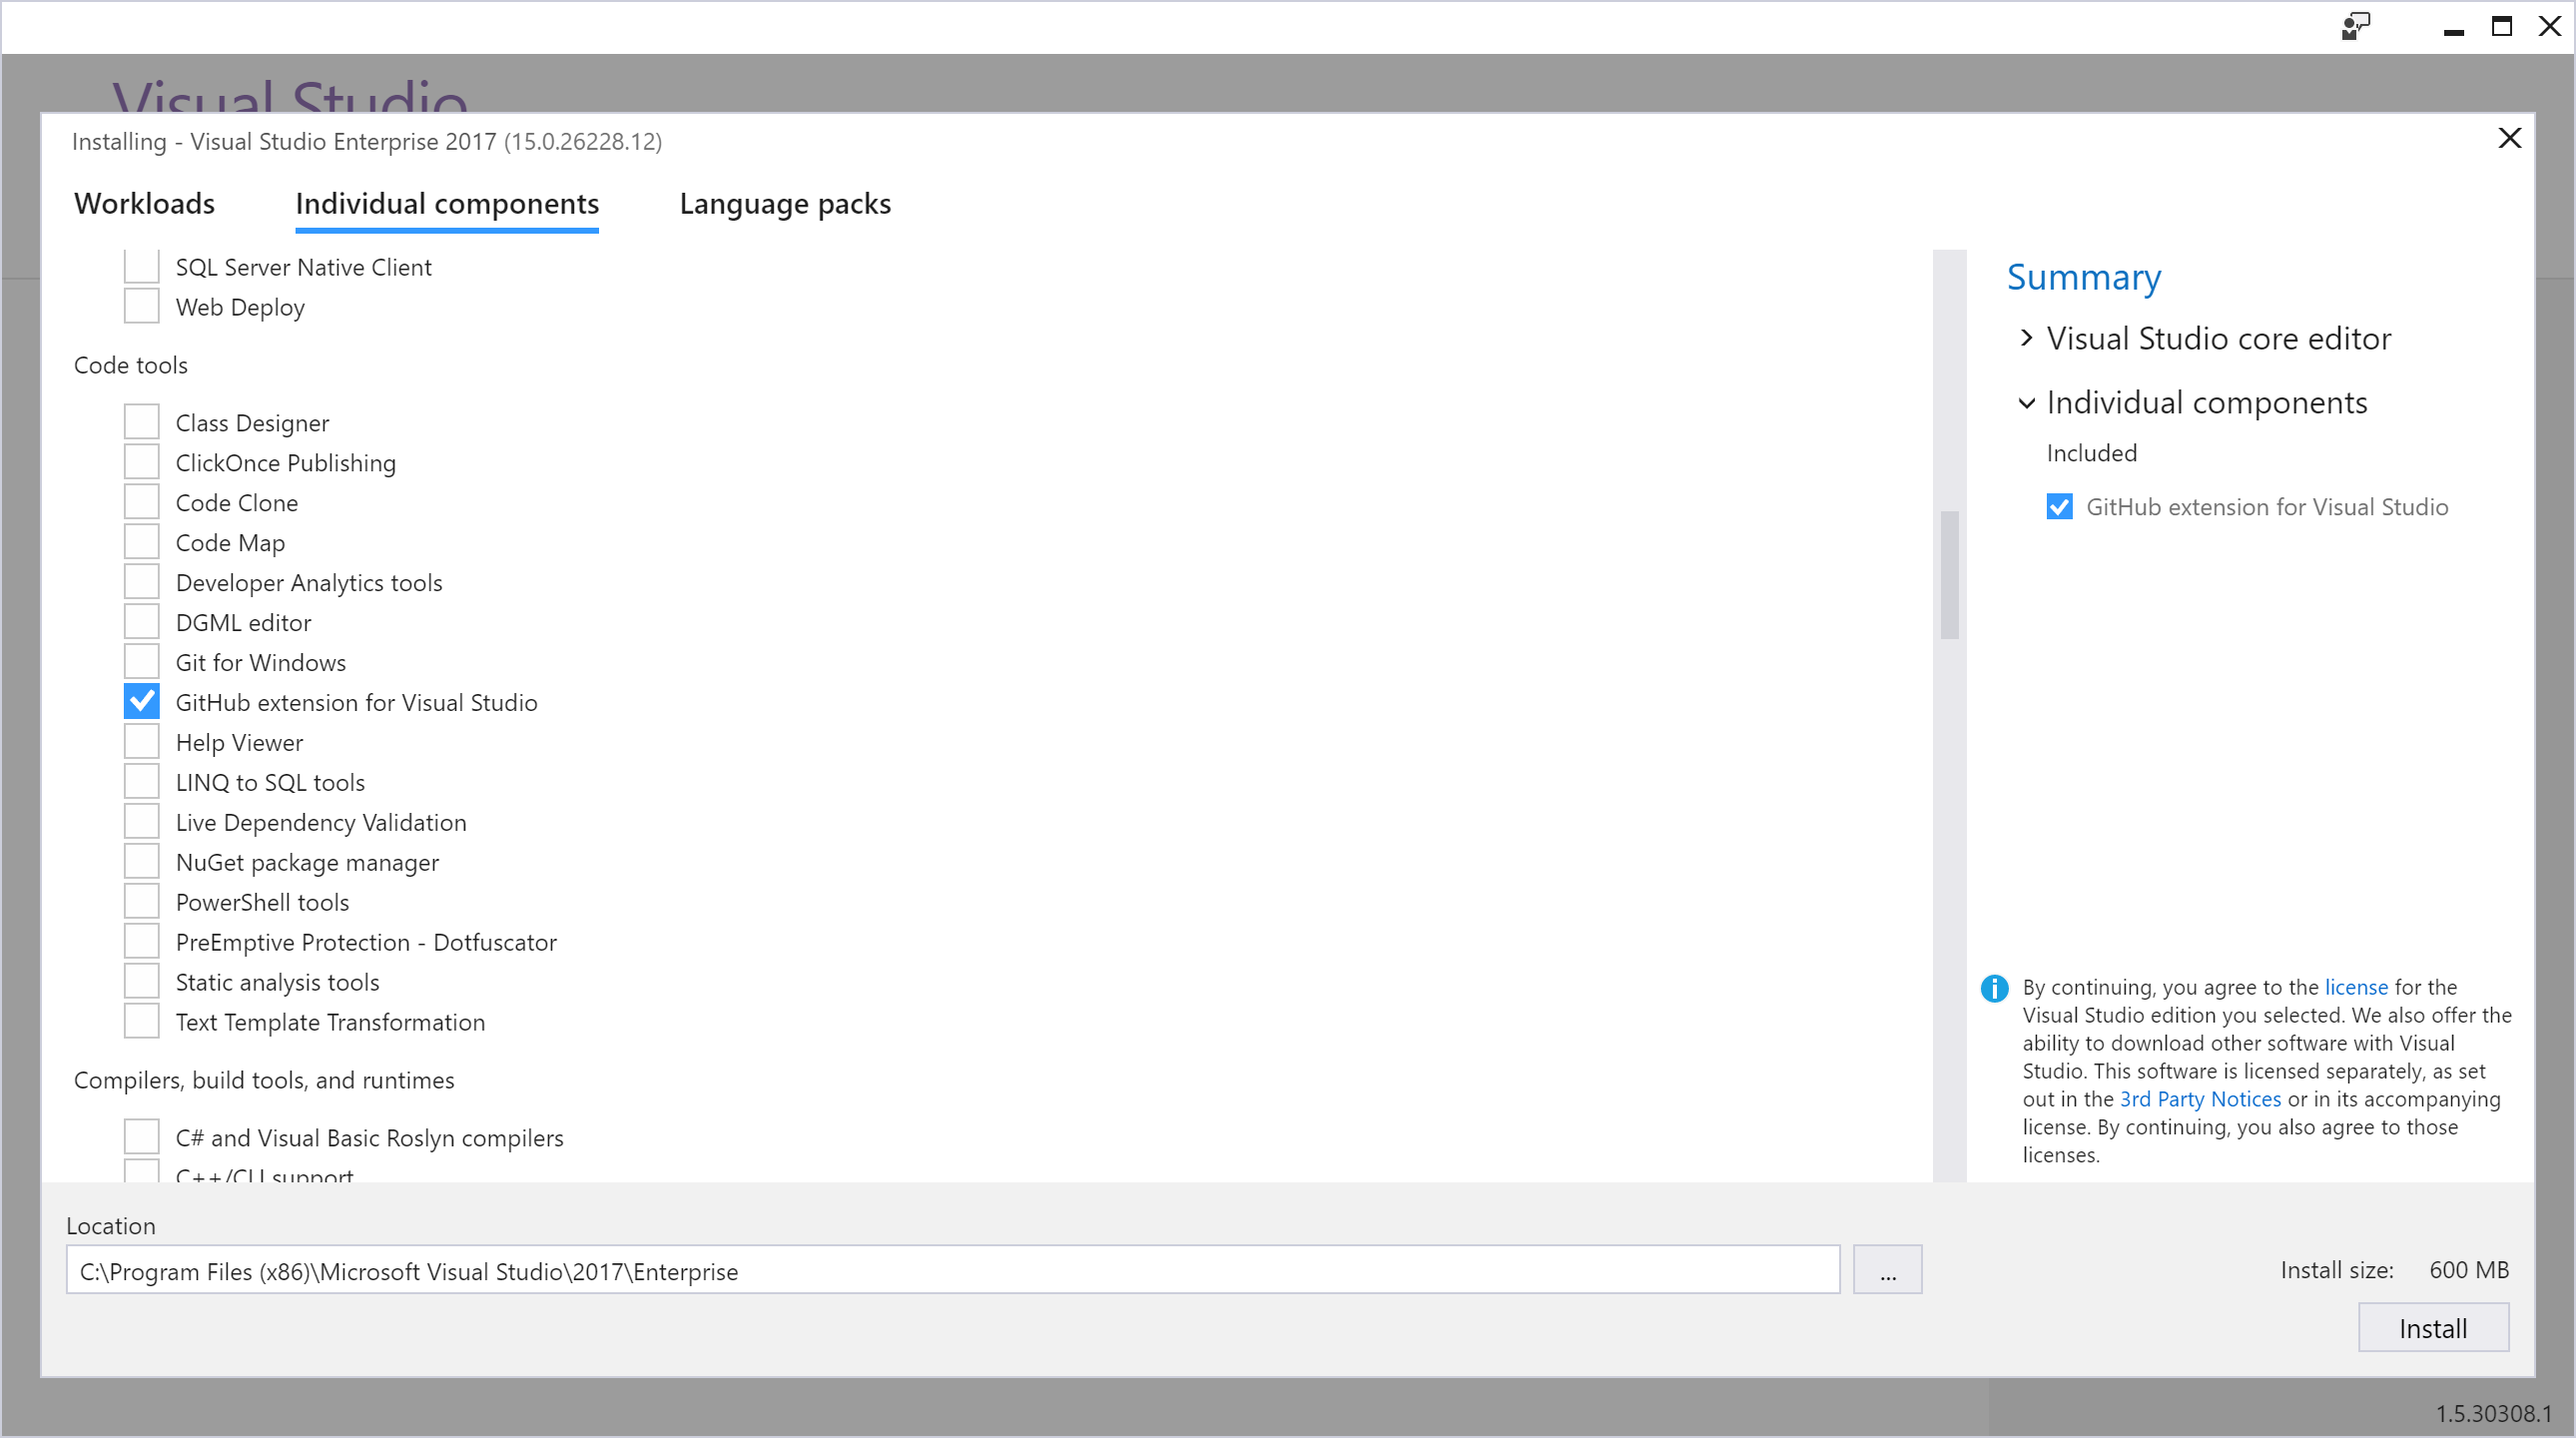 Visual Studio
Installing - Visual Studio Enterprise 2017 (15.0.26228.12)
Workloads
Individual components
Language packs
SQL Server Native Client
Web Deploy
Code tools
Class Designer
ClickOnce Publishing
Code Clone
Code Map
Developer Analytics tools
DGML editor
Git for Windows
GitHub extension for Visual Studio
Help Viewer
LINQ to SQL tools
Live Dependency Validation
NuGet package manager
PowerShell tools
PreEmptive Protection - Dotfuscator
Static analysis tools
Text Template Transformation
Compilers, build tools, and runtimes
C# and Visual Basic Roslyn compilers
C++/CLI support
Summary
Visual Studio core editor
Individual components
Included
GitHub extension for Visual Studio
By continuing, you agree to the license for the
Visual Studio edition you selected. We also offer the
ability to download other software with Visual
Studio. This software is licensed separately, as set
out in the 3rd Party Notices or in its accompanying
license. By continuing, you also agree to those
licenses.
Location
C:\Program Files (x86)\Microsoft Visual Studio\2017\Enterprise
...
Install size: 600 MB
Install
1.5.30308.1